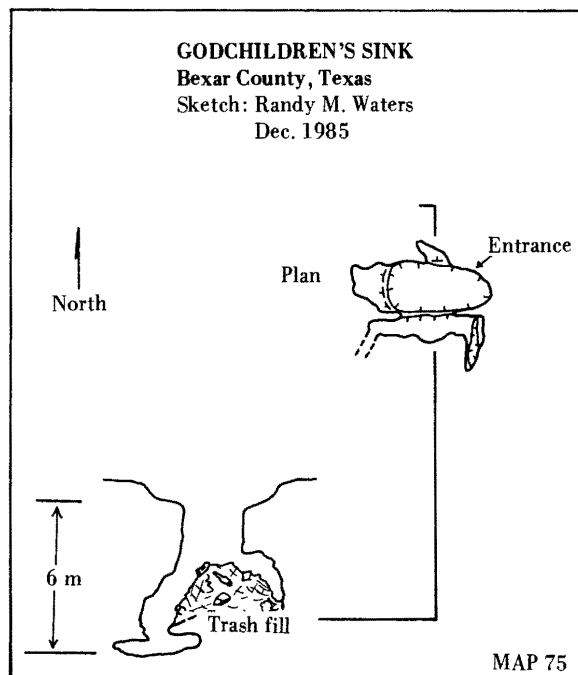 GODCHILDREN'S SINK
Bexar County, Texas
Sketch: Randy M. Waters
Dec. 1985
Entrance
Plan
North
6 m
Trash fill
MAP 75